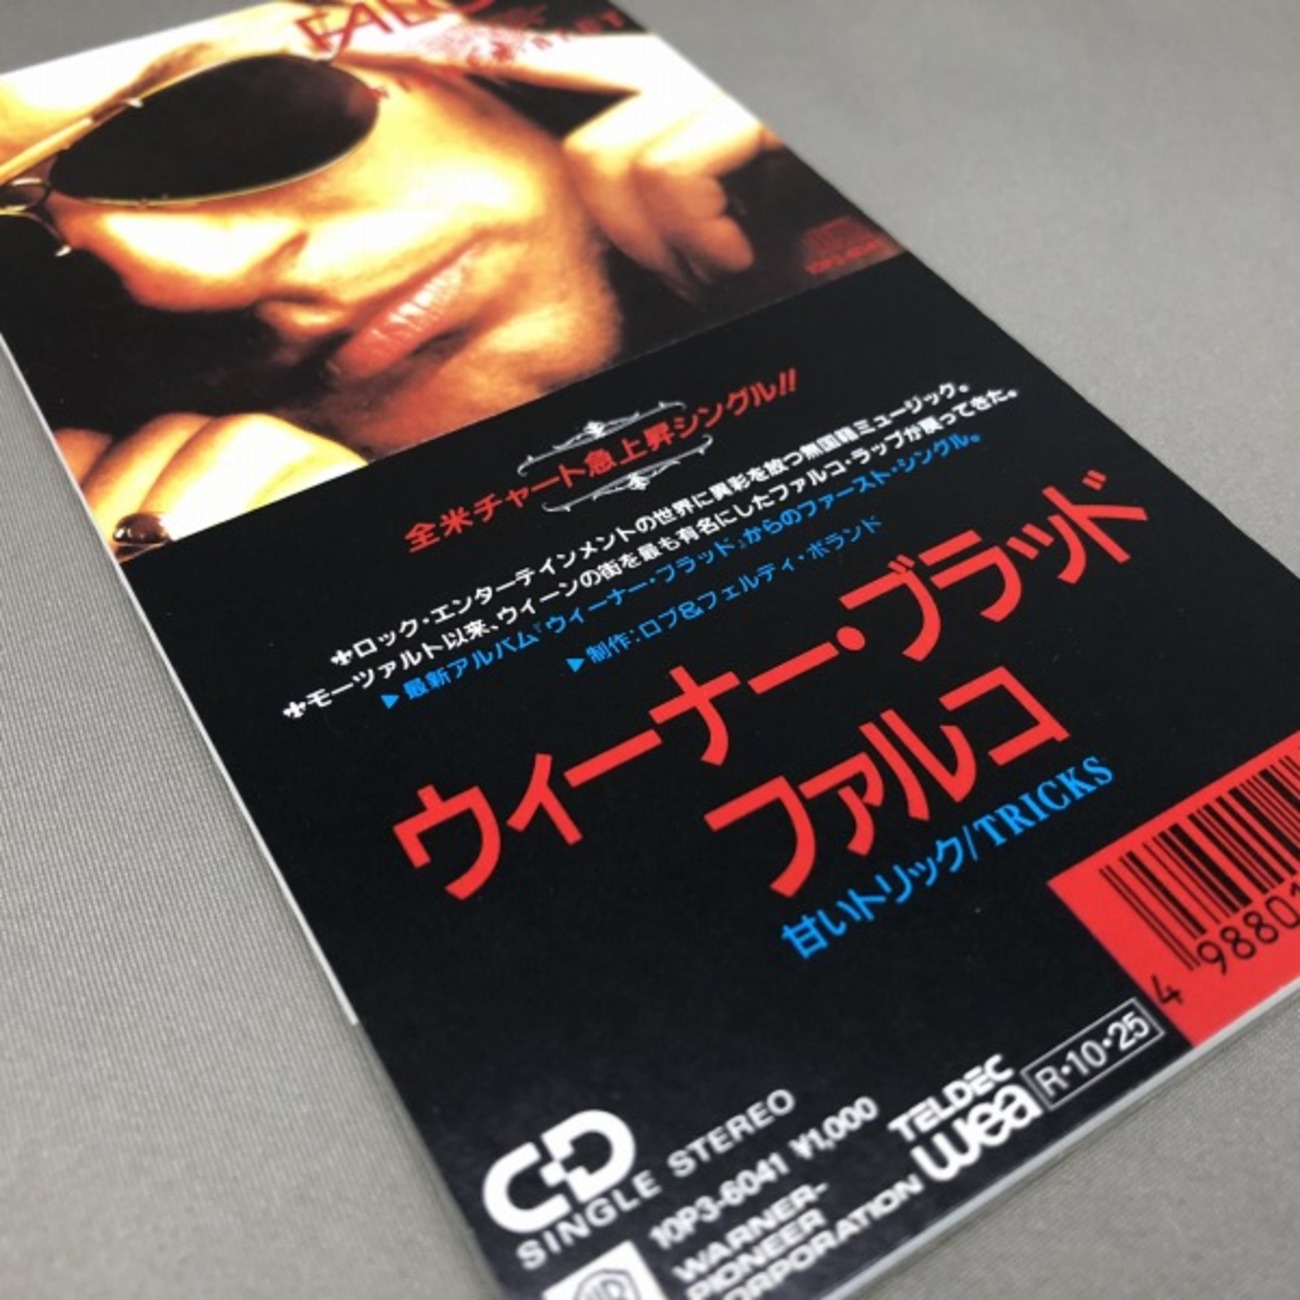 FALCO
全米チャート急上昇シングル!!
ロック・エンターテインメントの世界に異彩を放つ無国籍ミュージック。
モーツァルト以来、ウィーンの街を最も有名にしたファルコ・ラップが戻ってきた。
▶最新アルバム『ウィーナー・ブラッド』からのファースト・シングル。
▶制作:ロブ&フェルディ・ボランド
ウィーナー・ブラッド
ファルコ
甘いトリック/TRICKS
4 98801
R・10・25
TELDEC
wea
CD
SINGLE STEREO
10P3-6041 ¥1,000
WARNER-
PIONEER
CORPORATION